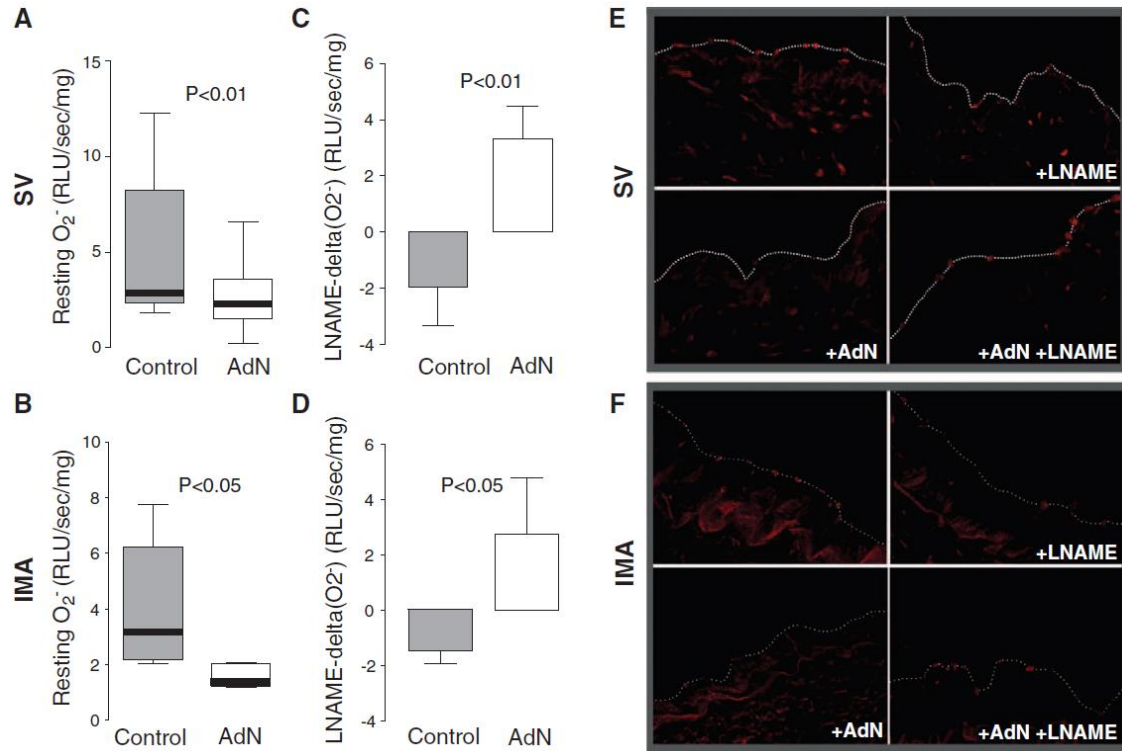 A
SV
Resting O₂⁻ (RLU/sec/mg)
15
10
5
0
P<0.01
Control
AdN
C
LNAME-delta(O2⁻) (RLU/sec/mg)
6
4
2
0
-2
-4
P<0.01
Control
AdN
E
SV
+LNAME
+AdN
+AdN +LNAME
B
IMA
Resting O₂⁻ (RLU/sec/mg)
10
8
6
4
2
0
P<0.05
Control
AdN
D
LNAME-delta(O2⁻) (RLU/sec/mg)
6
4
2
0
-2
-4
P<0.05
Control
AdN
F
IMA
+LNAME
+AdN
+AdN +LNAME